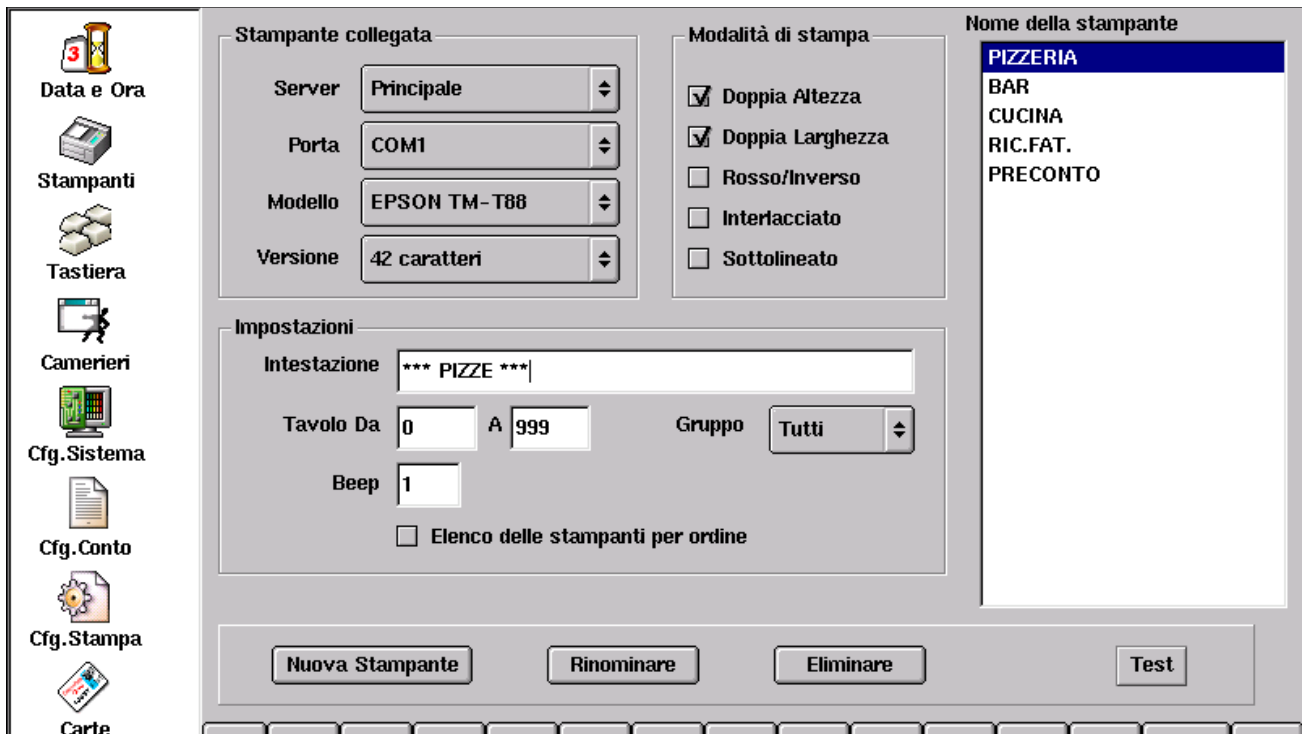 3
Data e Ora
Stampanti
Tastiera
Camerieri
Cfg.Sistema
Cfg.Conto
Cfg.Stampa
Carte
Stampante collegata
Server Principale
Porta COM1
Modello EPSON TM-T88
Versione 42 caratteri
Modalità di stampa
Doppia Altezza
Doppia Larghezza
Rosso/Inverso
Interlacciato
Sottolineato
Nome della stampante
PIZZERIA
BAR
CUCINA
RIC.FAT.
PRECONTO
Impostazioni
Intestazione *** PIZZE ***
Tavolo Da 0 A 999 Gruppo Tutti
Beep 1
Elenco delle stampanti per ordine
Nuova Stampante Rinominare Eliminare Test